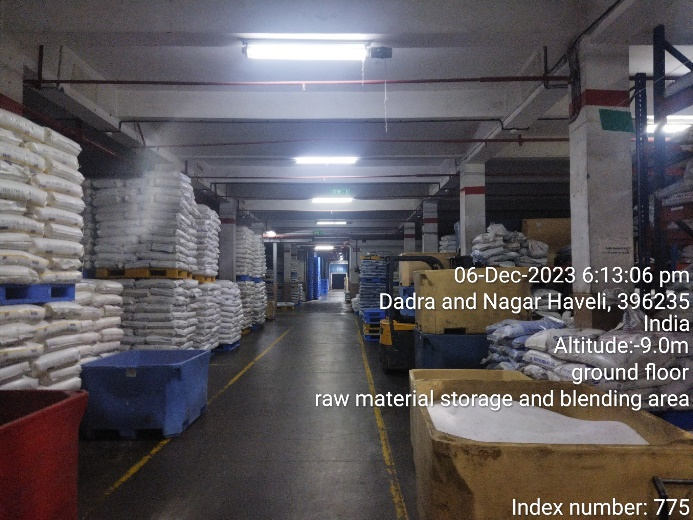 06-Dec-2023 6:13:06 pm
Dadra and Nagar Haveli, 396235
India
Altitude:-9.0m
ground floor
raw material storage and blending area
Index number: 775